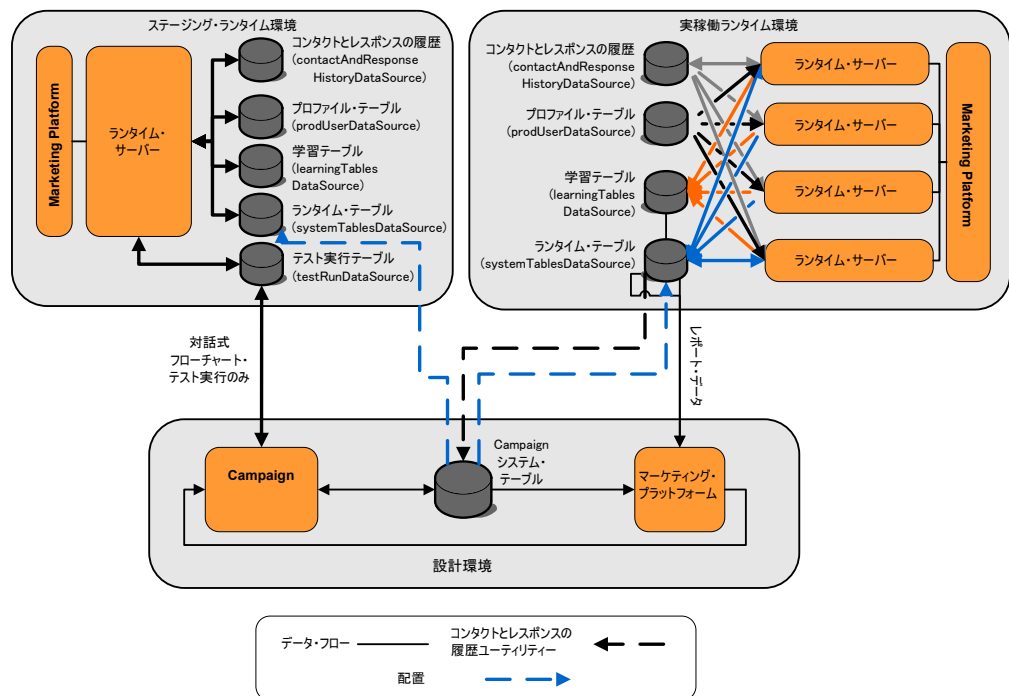 ステージング・ランタイム環境
Marketing Platform
ランタイム・
サーバー
コンタクトとレスポンスの履歴
(contactAndResponse
HistoryDataSource)
プロファイル・テーブル
(prodUserDataSource)
学習テーブル
(learningTables
DataSource)
ランタイム・テーブル
(systemTablesDataSource)
テスト実行テーブル
(testRunDataSource)
実稼働ランタイム環境
コンタクトとレスポンスの履歴
(contactAndResponse
HistoryDataSource)
プロファイル・テーブル
(prodUserDataSource)
学習テーブル
(learningTables
DataSource)
ランタイム・テーブル
(systemTablesDataSource)
ランタイム・サーバー
ランタイム・サーバー
ランタイム・サーバー
ランタイム・サーバー
Marketing Platform
対話式
フローチャート・
テスト実行のみ
レポート・データ
Campaign
Campaign
システム・
テーブル
マーケティング・
プラットフォーム
設計環境
データ・フロー
コンタクトとレスポンスの
履歴ユーティリティー
配置